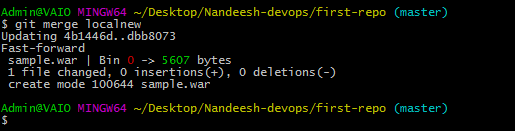 Admin@VAIO MINGW64 ~/Desktop/Nandeesh-devops/first-repo (master)
$ git merge localnew
Updating 4b1446d..dbb8073
Fast-forward
 sample.war | Bin 0 -> 5607 bytes
 1 file changed, 0 insertions(+), 0 deletions(-)
 create mode 100644 sample.war
Admin@VAIO MINGW64 ~/Desktop/Nandeesh-devops/first-repo (master)
$